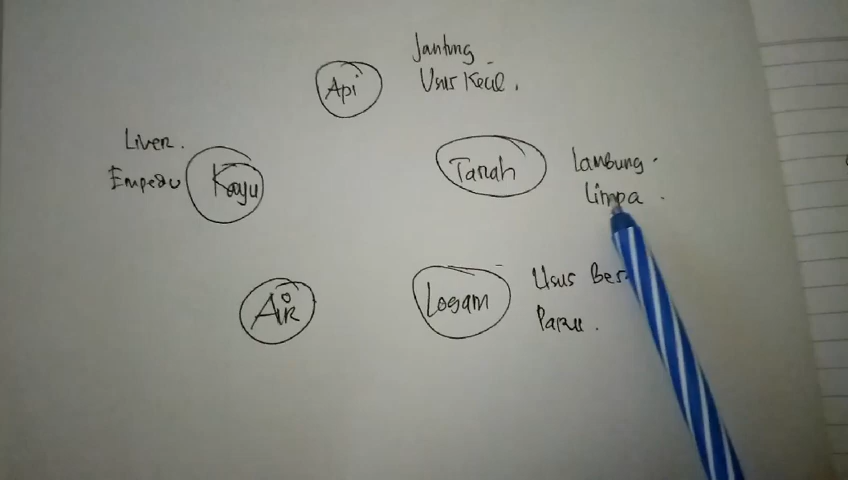 Jantung
Usus Kecil.
Api
Liver.
Empedu
Kayu
Tanah
Lambung.
Limpa.
Air
Logam
Usus Bes
Paru.